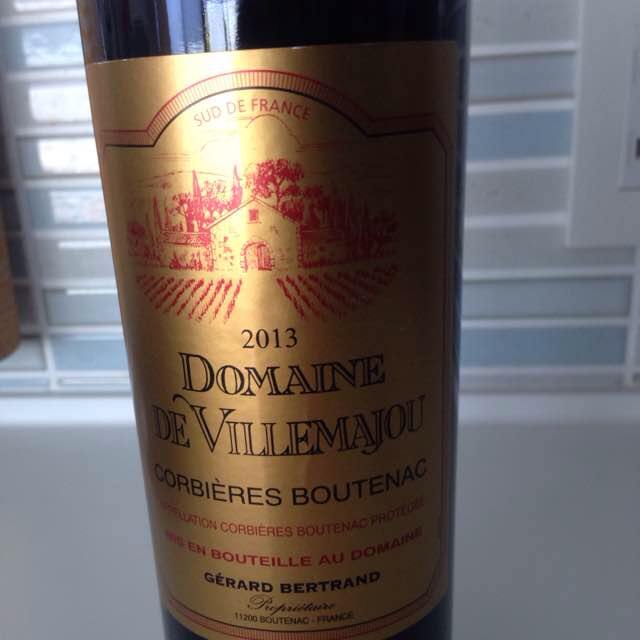 SUD DE FRANCE
2013
DOMAINE
DE VILLEMAJOU
CORBIÈRES BOUTENAC
APPELLATION CORBIÈRES BOUTENAC PROTÉGÉE
MIS EN BOUTEILLE AU DOMAINE
GÉRARD BERTRAND
Propriétaire
11200 BOUTENAC - FRANCE